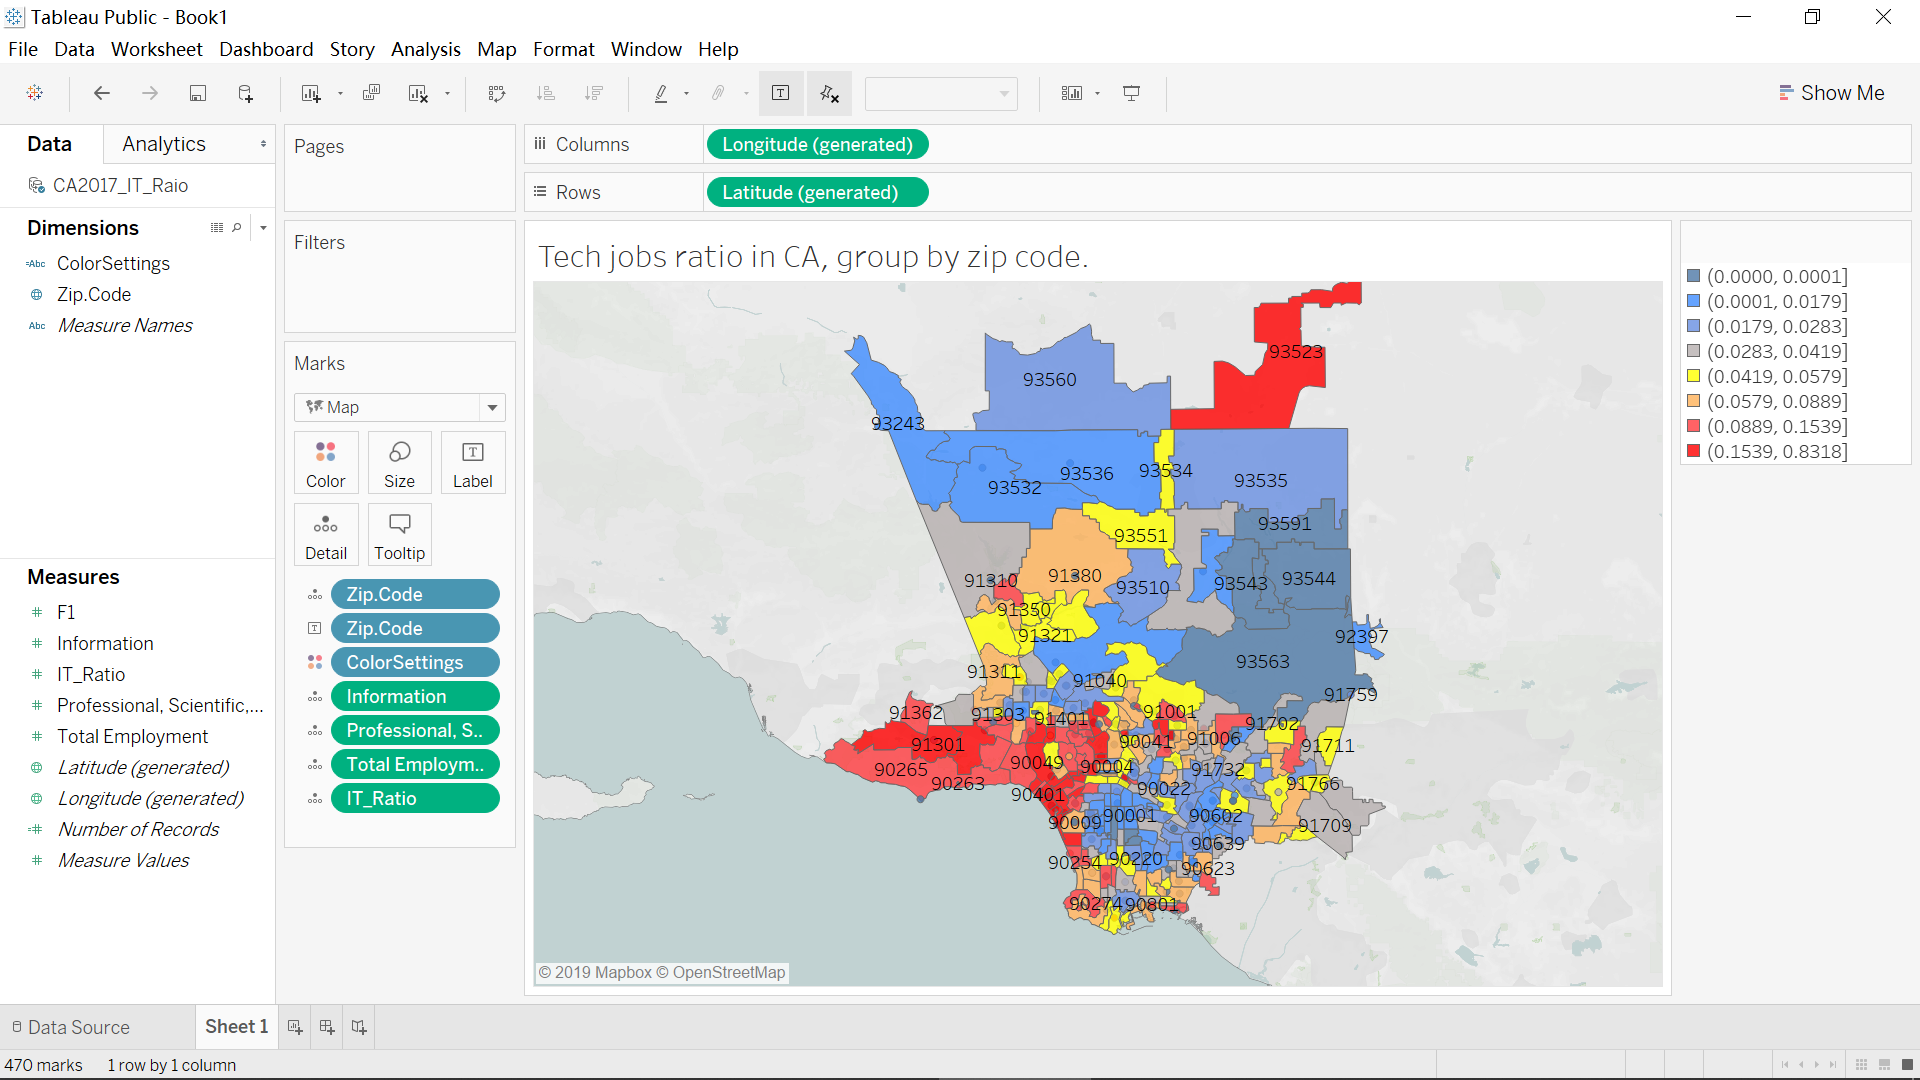 Tableau Public - Book1
File Data Worksheet Dashboard Story Analysis Map Format Window Help
Show Me
Data
Analytics
CA2017_IT_Raio
Dimensions
=Abc ColorSettings
Zip.Code
Abc Measure Names
Measures
F1
Information
IT_Ratio
Professional, Scientific,...
Total Employment
Latitude (generated)
Longitude (generated)
Number of Records
Measure Values
Pages
Filters
Marks
Map
Color
Size
Label
Detail
Tooltip
Zip.Code
Zip.Code
ColorSettings
Information
Professional, S..
Total Employm..
IT_Ratio
Columns
Longitude (generated)
Rows
Latitude (generated)
Tech jobs ratio in CA, group by zip code.
93523
93560
93243
93534
93536
93535
93532
93591
93551
91310
91380
93510
93543
93544
91350
91321
92397
93563
91311
91040
91759
91362
91303
91401
91001
91702
91301
90041
91006
91711
90265
90049
90004
91732
90263
90401
90022
91766
90009
90001
90602
91709
90639
90254
90220
90623
90274
90801
© 2019 Mapbox © OpenStreetMap
(0.0000, 0.0001]
(0.0001, 0.0179]
(0.0179, 0.0283]
(0.0283, 0.0419]
(0.0419, 0.0579]
(0.0579, 0.0889]
(0.0889, 0.1539]
(0.1539, 0.8318]
Data Source
Sheet 1
470 marks
1 row by 1 column